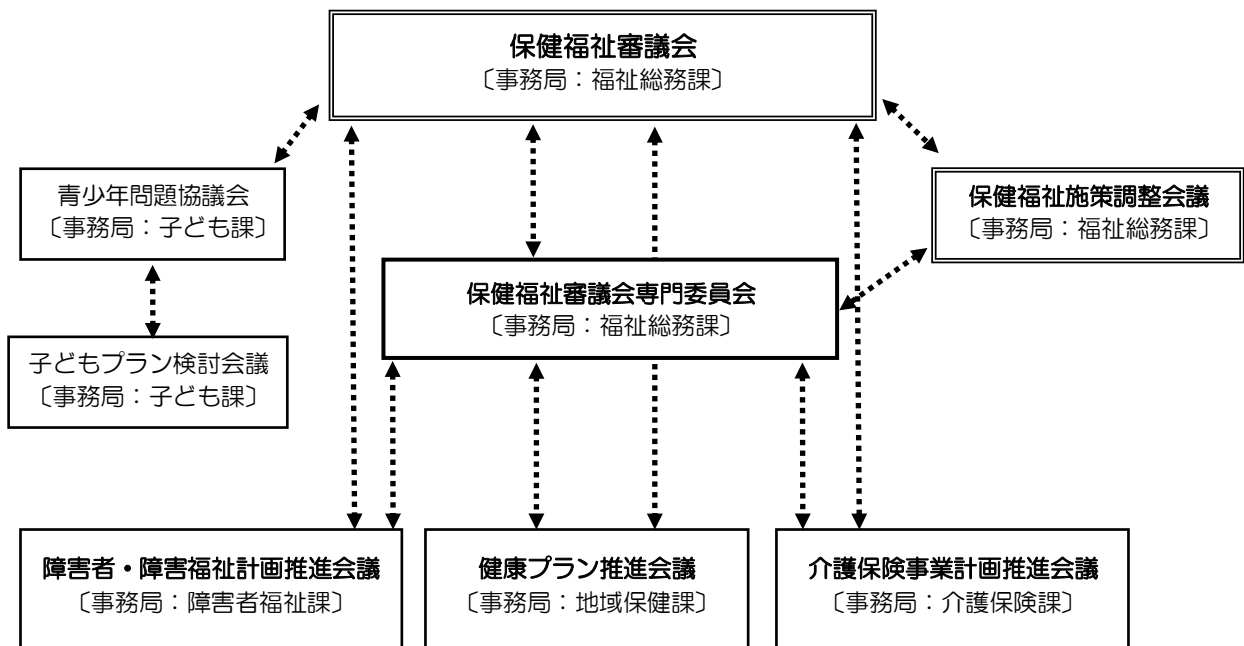 保健福祉審議会
〔事務局：福祉総務課〕
青少年問題協議会
〔事務局：子ども課〕
保健福祉施策調整会議
〔事務局：福祉総務課〕
保健福祉審議会専門委員会
〔事務局：福祉総務課〕
子どもプラン検討会議
〔事務局：子ども課〕
障害者・障害福祉計画推進会議
〔事務局：障害者福祉課〕
健康プラン推進会議
〔事務局：地域保健課〕
介護保険事業計画推進会議
〔事務局：介護保険課〕